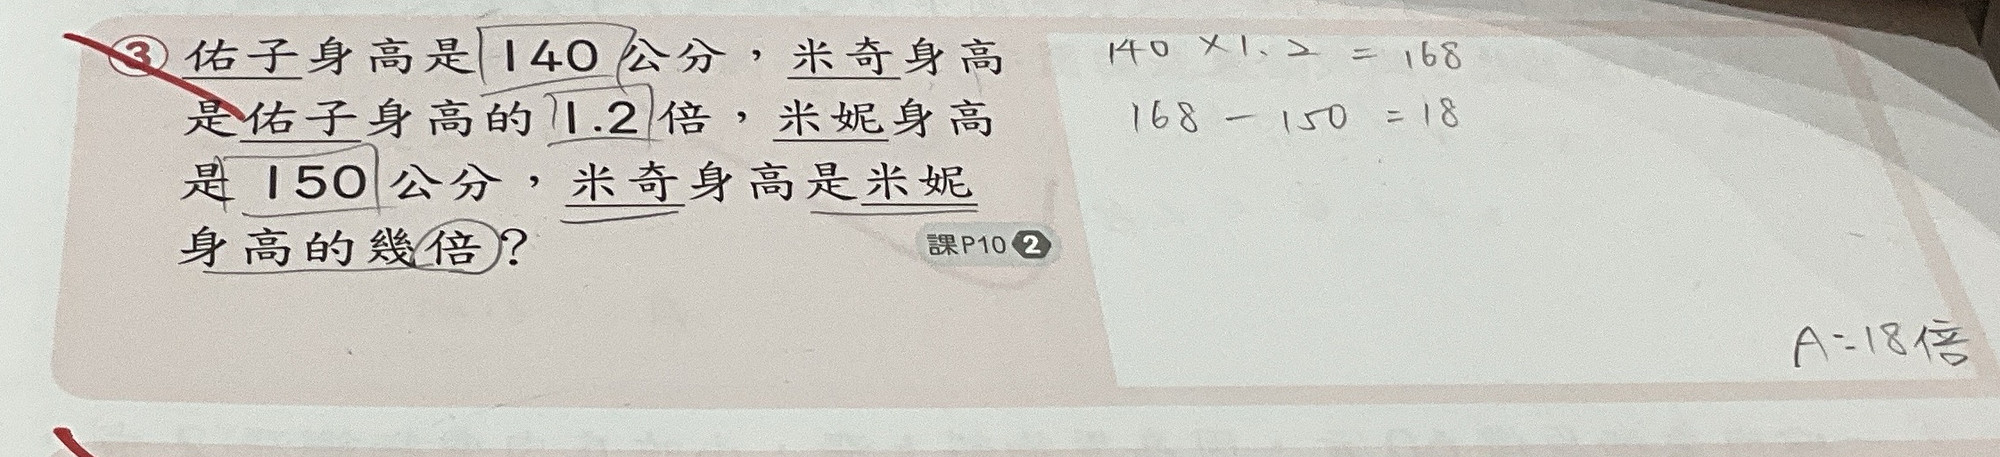 ③ 佑子身高是140公分，米奇身高
是佑子身高的1.2倍，米妮身高
是150公分，米奇身高是米妮
身高的幾倍？
課P10 2
140 × 1.2 = 168
168 - 150 = 18
A=18倍